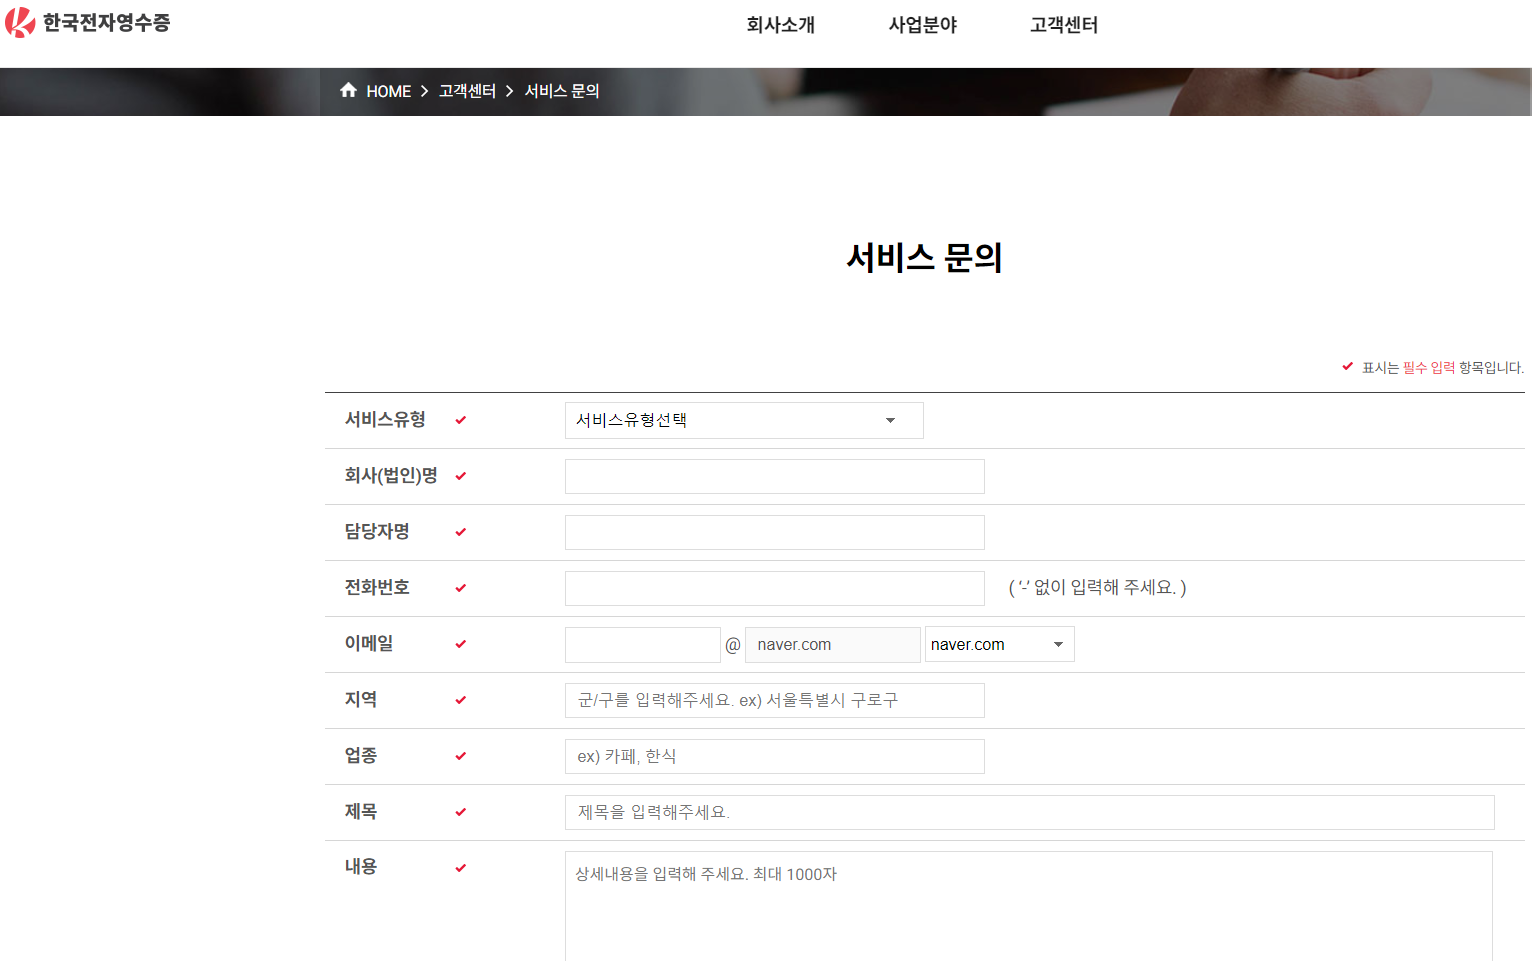 한국전자영수증
회사소개 사업분야 고객센터
HOME > 고객센터 > 서비스 문의
서비스 문의
표시는 필수 입력 항목입니다.
서비스유형 서비스유형선택
회사(법인)명
담당자명
전화번호 ( ‘-’ 없이 입력해 주세요. )
이메일 @ naver.com naver.com
지역 군/구를 입력해주세요. ex) 서울특별시 구로구
업종 ex) 카페, 한식
제목 제목을 입력해주세요.
내용 상세내용을 입력해 주세요. 최대 1000자